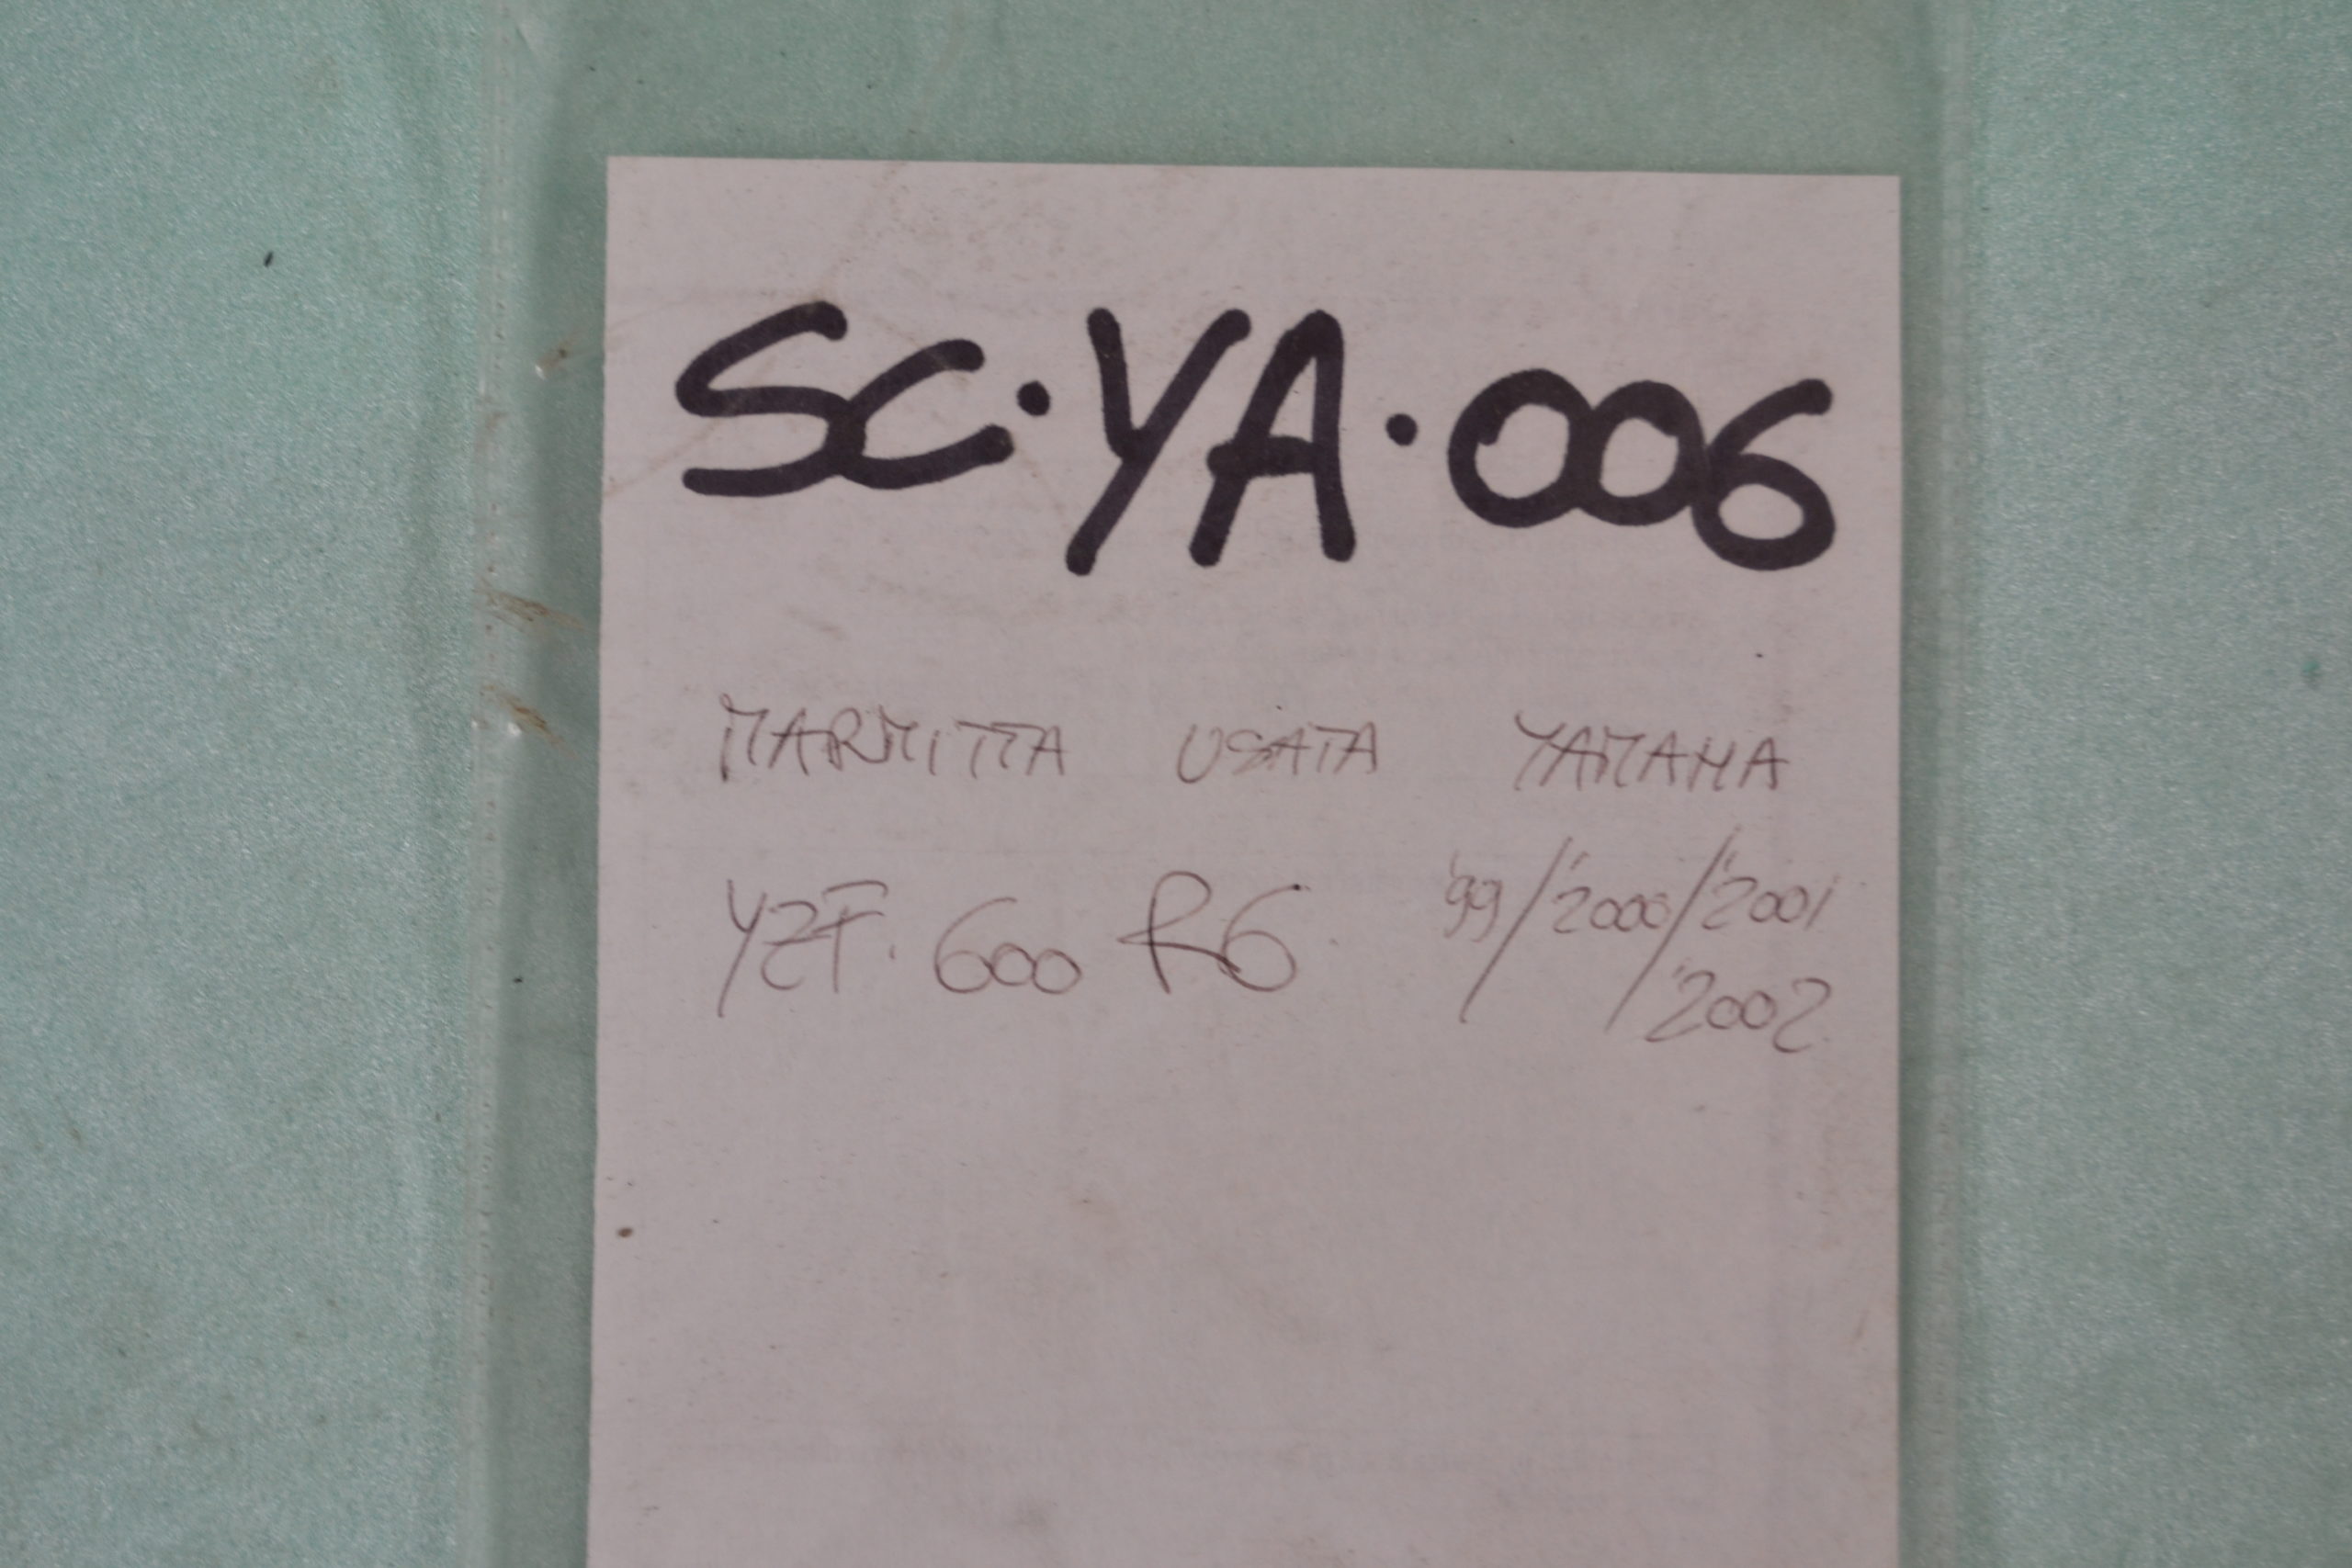 SC·YA·006
MARMITTA USATA YAMAHA
YZF. 600 R6 '99/'2000/'2001
'2002